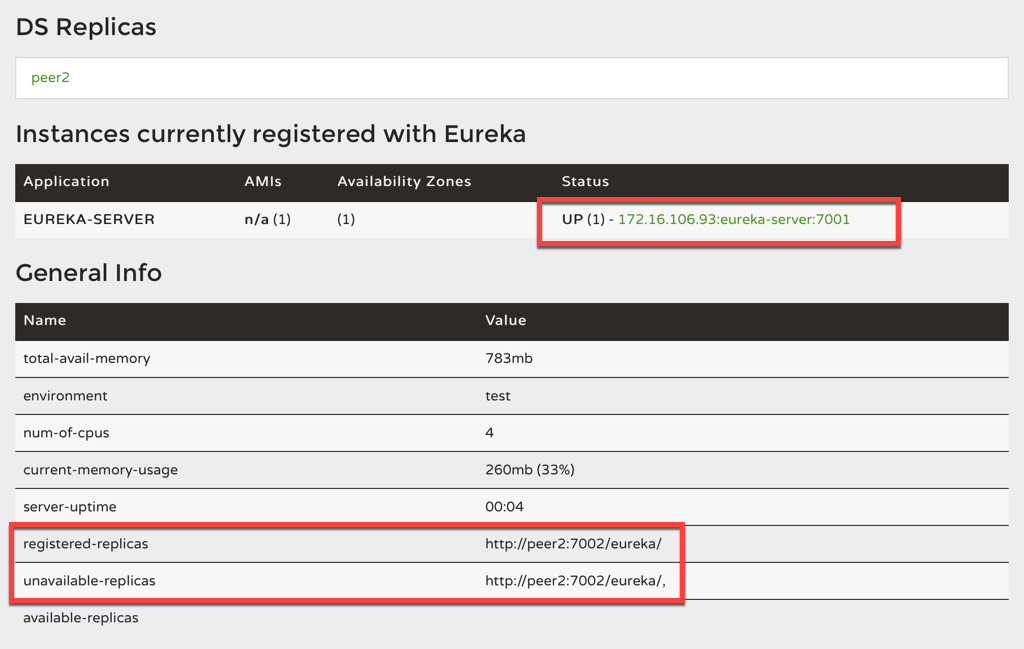 DS Replicas
peer2
Instances currently registered with Eureka
Application AMIs Availability Zones Status
EUREKA-SERVER n/a (1) (1) UP (1) - 172.16.106.93:eureka-server:7001
General Info
Name Value
total-avail-memory 783mb
environment test
num-of-cpus 4
current-memory-usage 260mb (33%)
server-uptime 00:04
registered-replicas http://peer2:7002/eureka/
unavailable-replicas http://peer2:7002/eureka/,
available-replicas